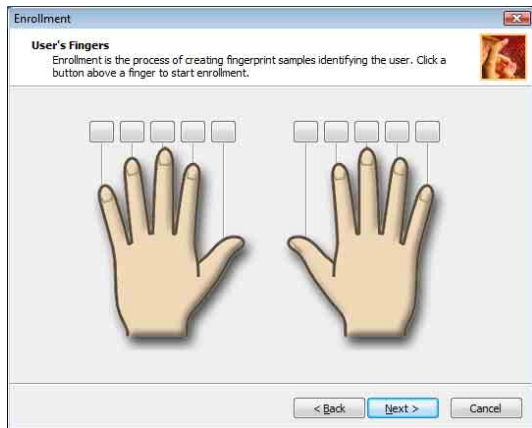 Enrollment
User's Fingers
Enrollment is the process of creating fingerprint samples identifying the user. Click a
button above a finger to start enrollment.
< Back Next > Cancel